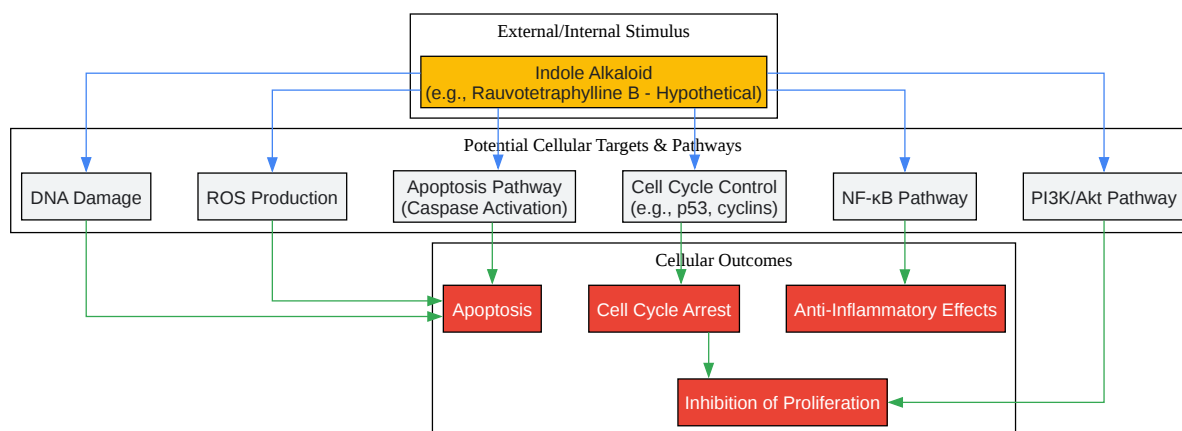 External/Internal Stimulus
Indole Alkaloid
(e.g., Rauvotetraphylline B - Hypothetical)
Potential Cellular Targets & Pathways
DNA Damage
ROS Production
Apoptosis Pathway
(Caspase Activation)
Cell Cycle Control
(e.g., p53, cyclins)
NF-κB Pathway
PI3K/Akt Pathway
Cellular Outcomes
Apoptosis
Cell Cycle Arrest
Anti-Inflammatory Effects
Inhibition of Proliferation